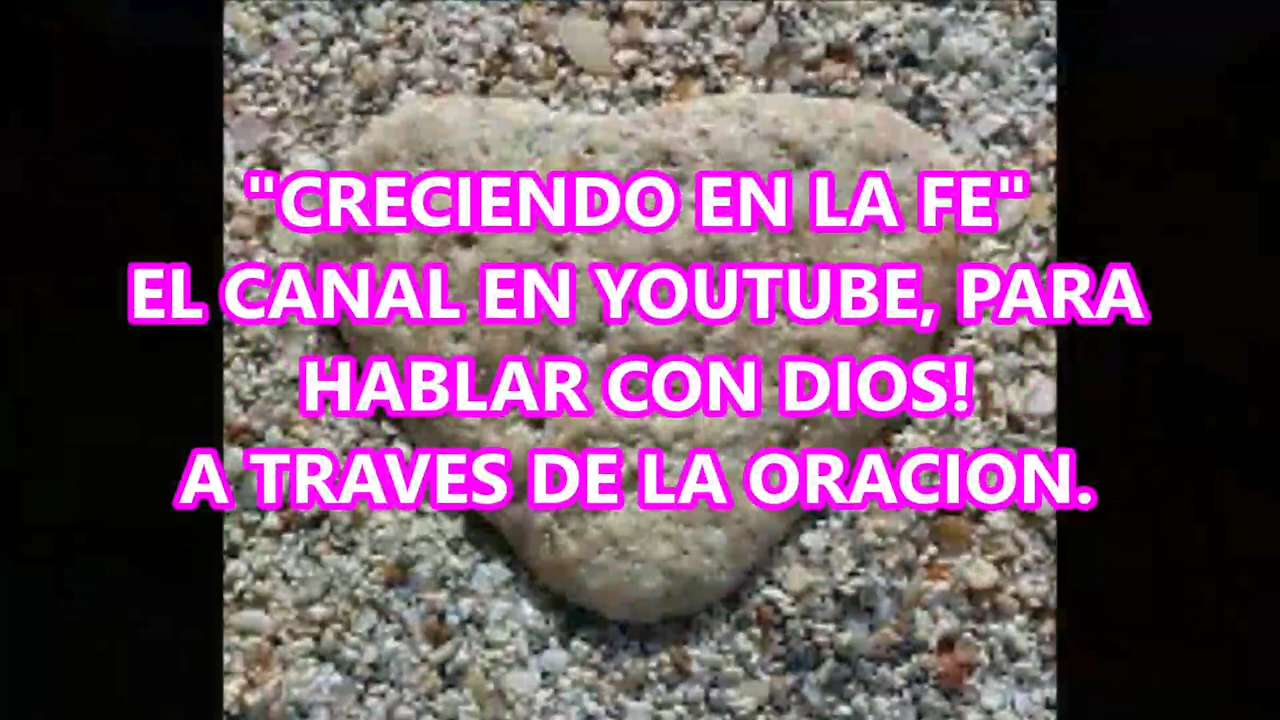 "CRECIENDO EN LA FE"
EL CANAL EN YOUTUBE, PARA
HABLAR CON DIOS!
A TRAVES DE LA ORACION.